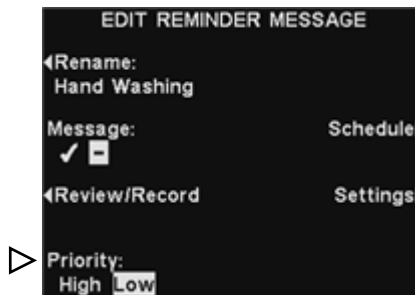 EDIT REMINDER MESSAGE
◀Rename:
Hand Washing
Message: Schedule
✓ -
◀Review/Record Settings
Priority:
High Low